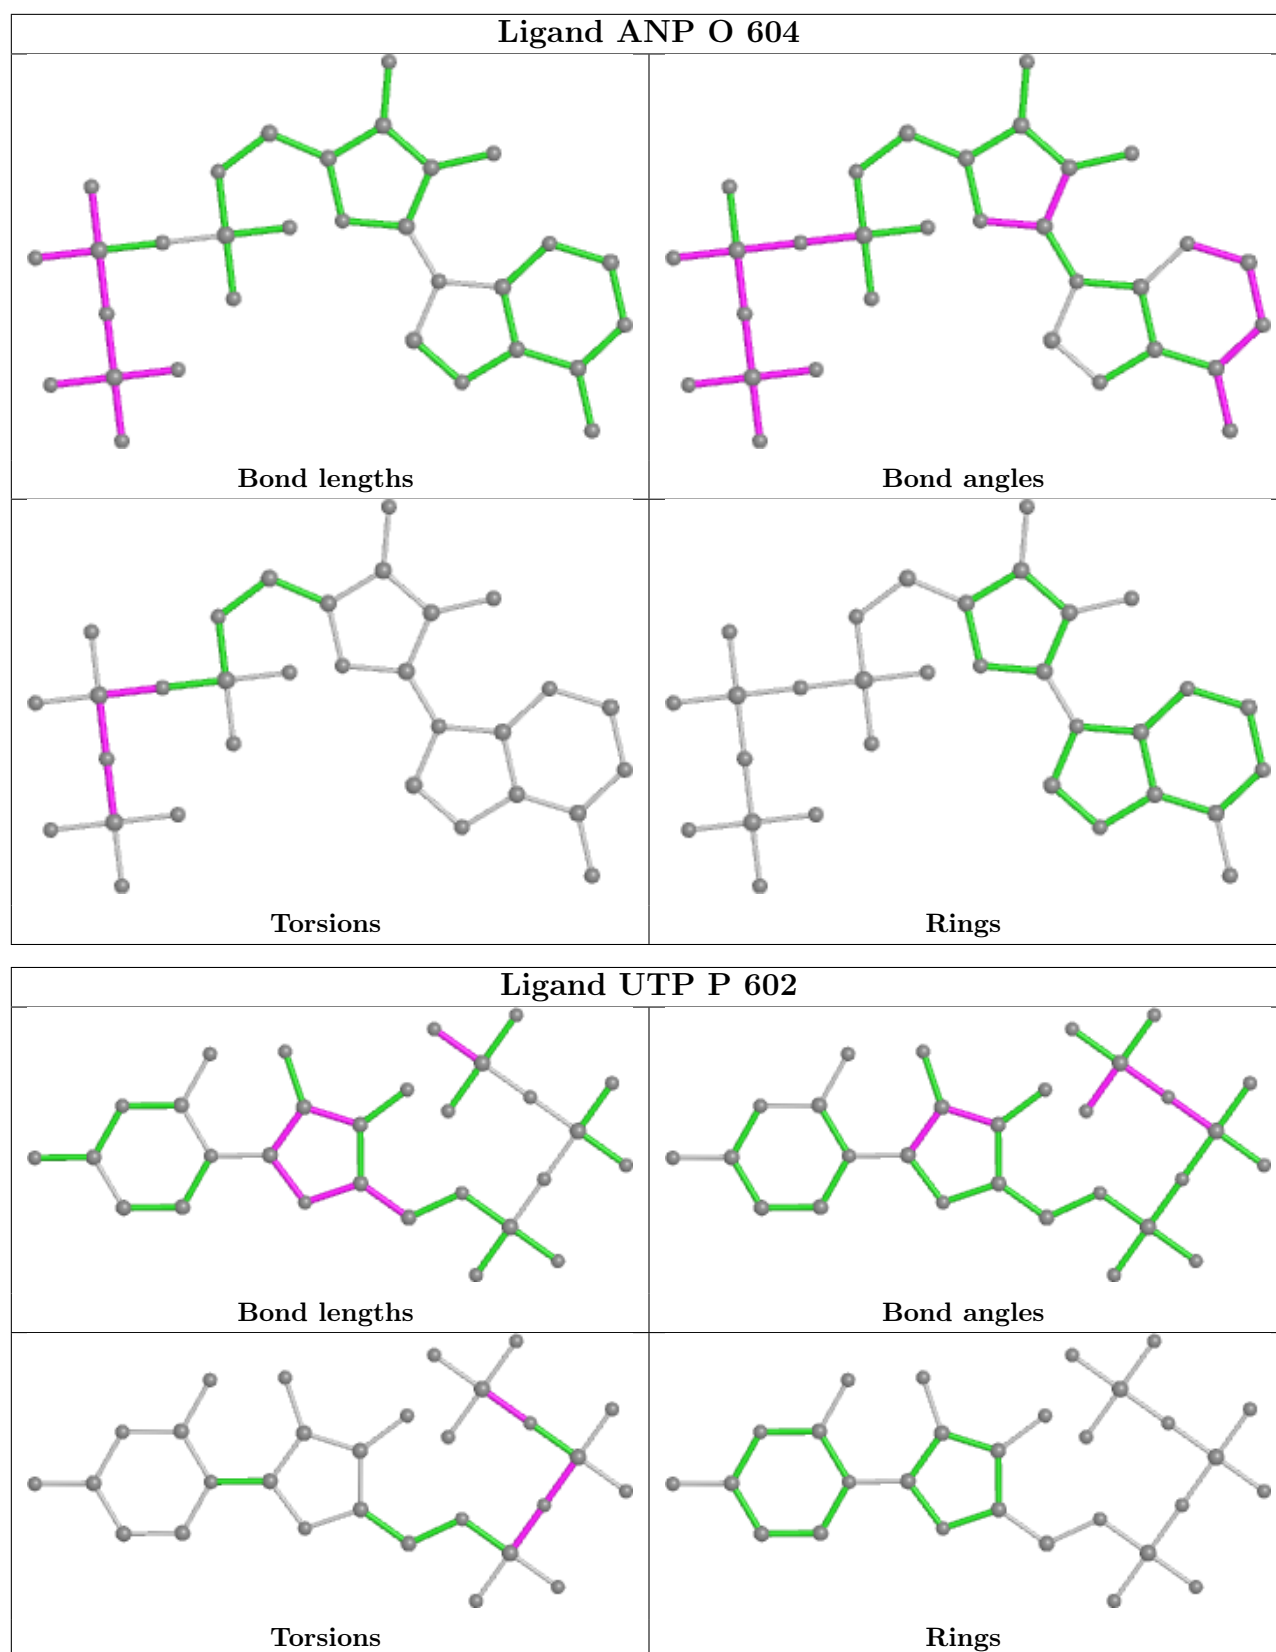 Ligand ANP O 604
Bond lengths
Bond angles
Torsions
Rings
Ligand UTP P 602
Bond lengths
Bond angles
Torsions
Rings